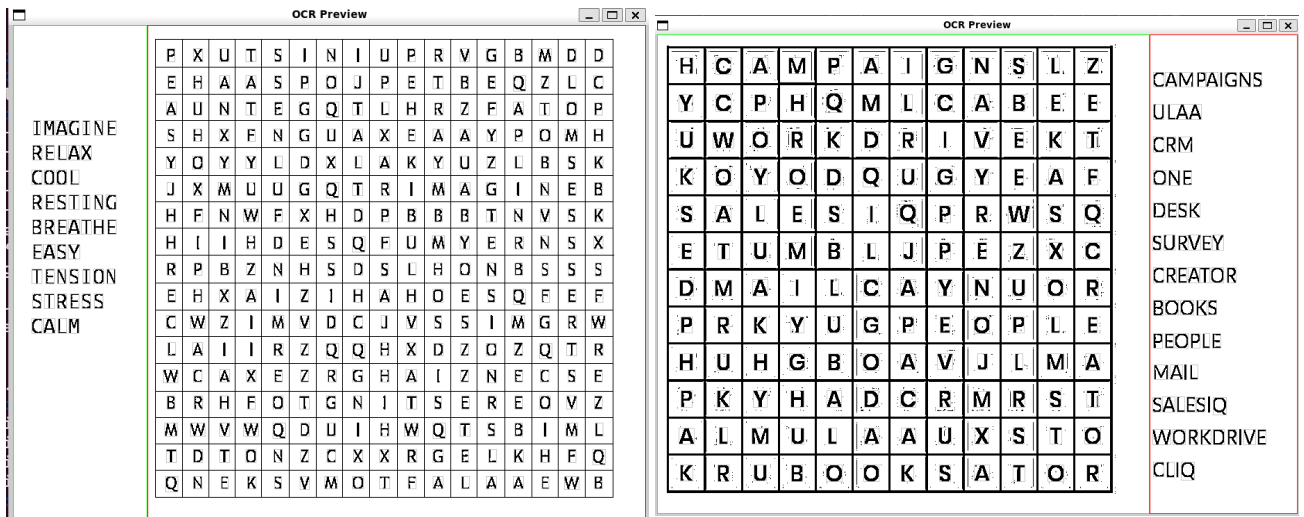 OCR Preview
IMAGINE
RELAX
COOL
RESTING
BREATHE
EASY
TENSION
STRESS
CALM
P X U T S I N I U P R V G B M D D
E H A A S P O J P E T B E Q Z L C
A U N T E G Q T L H R Z F A T O P
S H X F N G U A X E A A Y P O M H
Y O Y Y L D X L A K Y U Z L B S K
J X M U U G Q T R I M A G I N E B
H F N W F X H D P B B B T N V S K
H I I H D E S Q F U M Y E R N S X
R P B Z N H S D S L H O N B S S S
E H X A I Z I H A H O E S Q F E F
C W Z I M V D C J V S S I M G R W
L A I I R Z Q Q H X D Z O Z Q T R
W C A X E Z R G H A I Z N E C S E
B R H F O T G N I T S E R E O V Z
M W V W Q D U I H W Q T S B I M L
T D T O N Z C X X R G E L K H F Q
Q N E K S V M O T F A L A A E W B
OCR Preview
H C A M P A I G N S L Z
Y C P H Q M L C A B E E
U W O R K D R I V E K T
K O Y O D Q U G Y E A F
S A L E S I Q P R W S Q
E T U M B L J P E Z X C
D M A I L C A Y N U O R
P R K Y U G P E O P L E
H U H G B O A V J L M A
P K Y H A D C R M R S T
A L M U L A A U X S T O
K R U B O O K S A T O R
CAMPAIGNS
ULAA
CRM
ONE
DESK
SURVEY
CREATOR
BOOKS
PEOPLE
MAIL
SALESIQ
WORKDRIVE
CLIQ